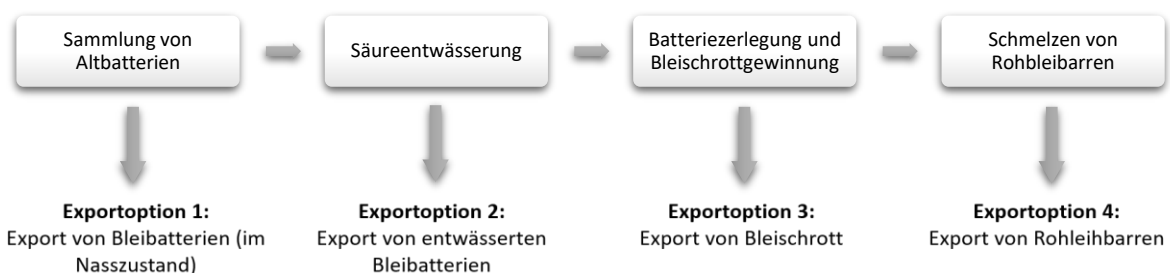 Sammlung von
Altbatterien
Säureentwässerung
Batteriezerlegung und
Bleischrottgewinnung
Schmelzen von
Rohbleibarren
Exportoption 1:
Export von Bleibatterien (im
Nasszustand)
Exportoption 2:
Export von entwässerten
Bleibatterien
Exportoption 3:
Export von Bleischrott
Exportoption 4:
Export von Rohleihbarren